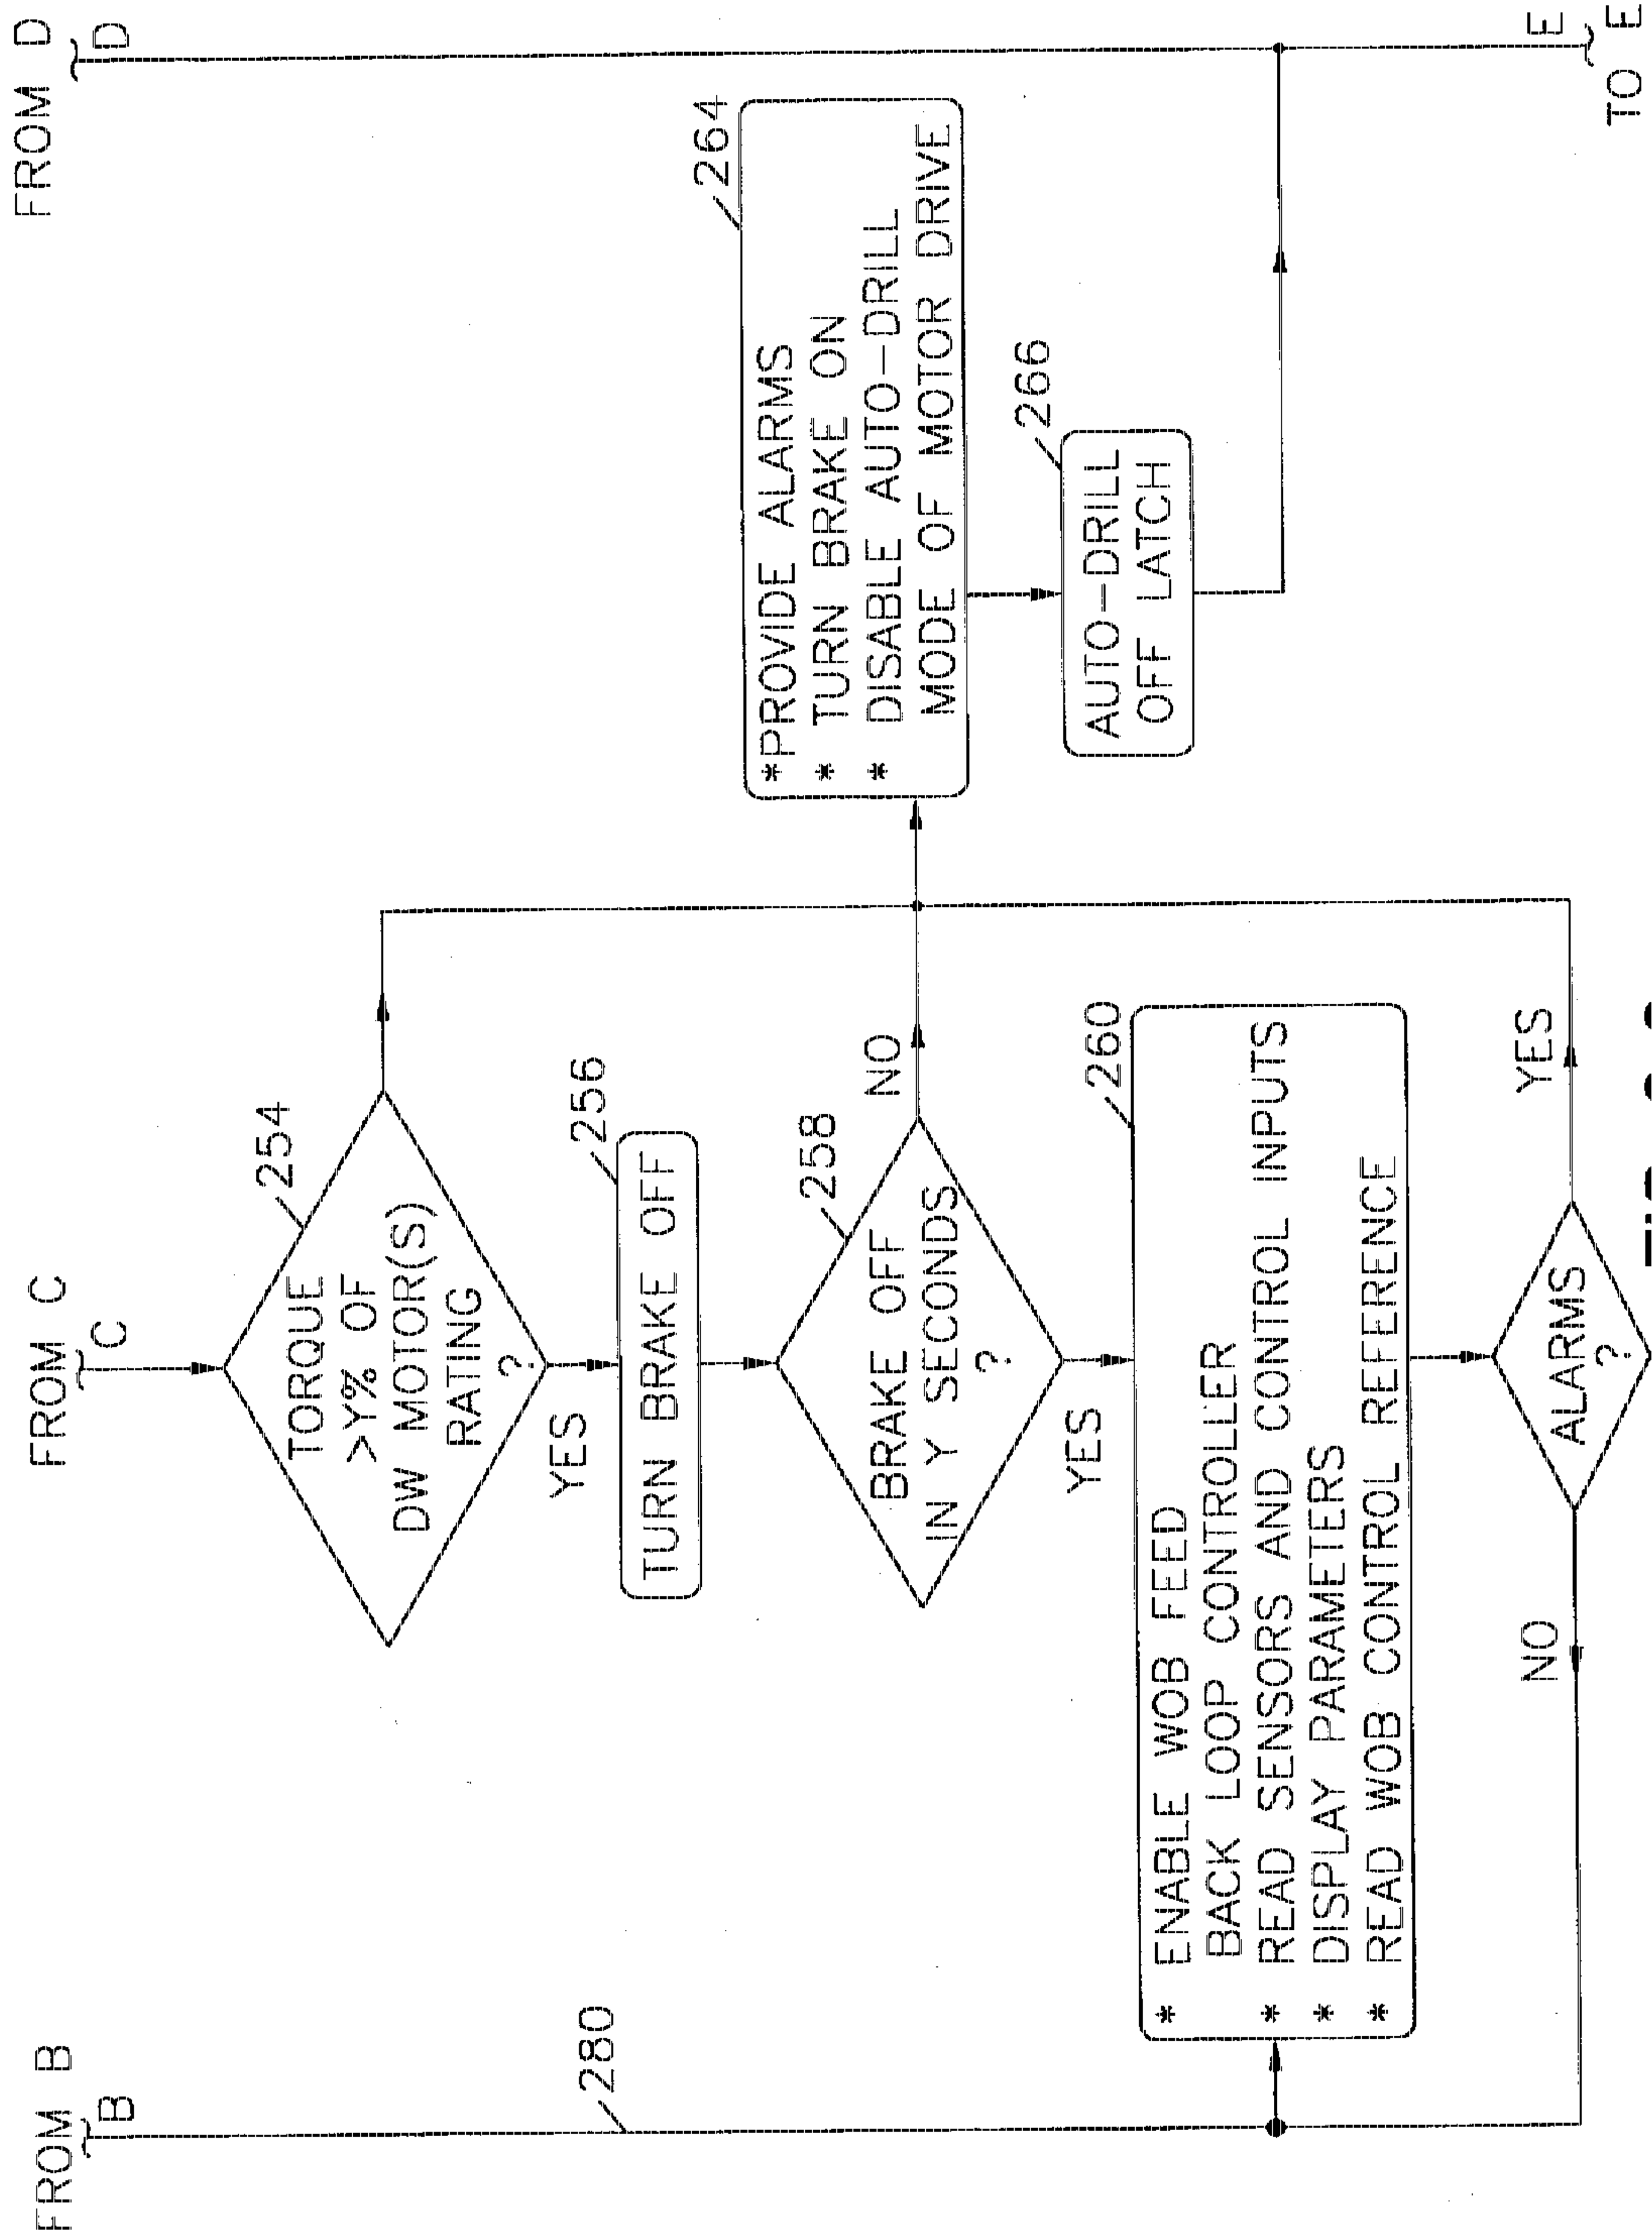 FROM B
B
FROM C
C
FROM D
D
280
254
TORQUE
>Y% OF
DW MOTOR(S)
RATING
?
YES
256
TURN BRAKE OFF
258
BRAKE OFF
IN Y SECONDS
?
NO
YES
260
* ENABLE WOB FEED
BACK LOOP CONTROLLER
* READ SENSORS AND CONTROL INPUTS
* DISPLAY PARAMETERS
* READ WOB CONTROL REFERENCE
ALARMS
?
NO
YES
264
*PROVIDE ALARMS
* TURN BRAKE ON
* DISABLE AUTO-DRILL
MODE OF MOTOR DRIVE
266
AUTO-DRILL
OFF LATCH
E
TO E